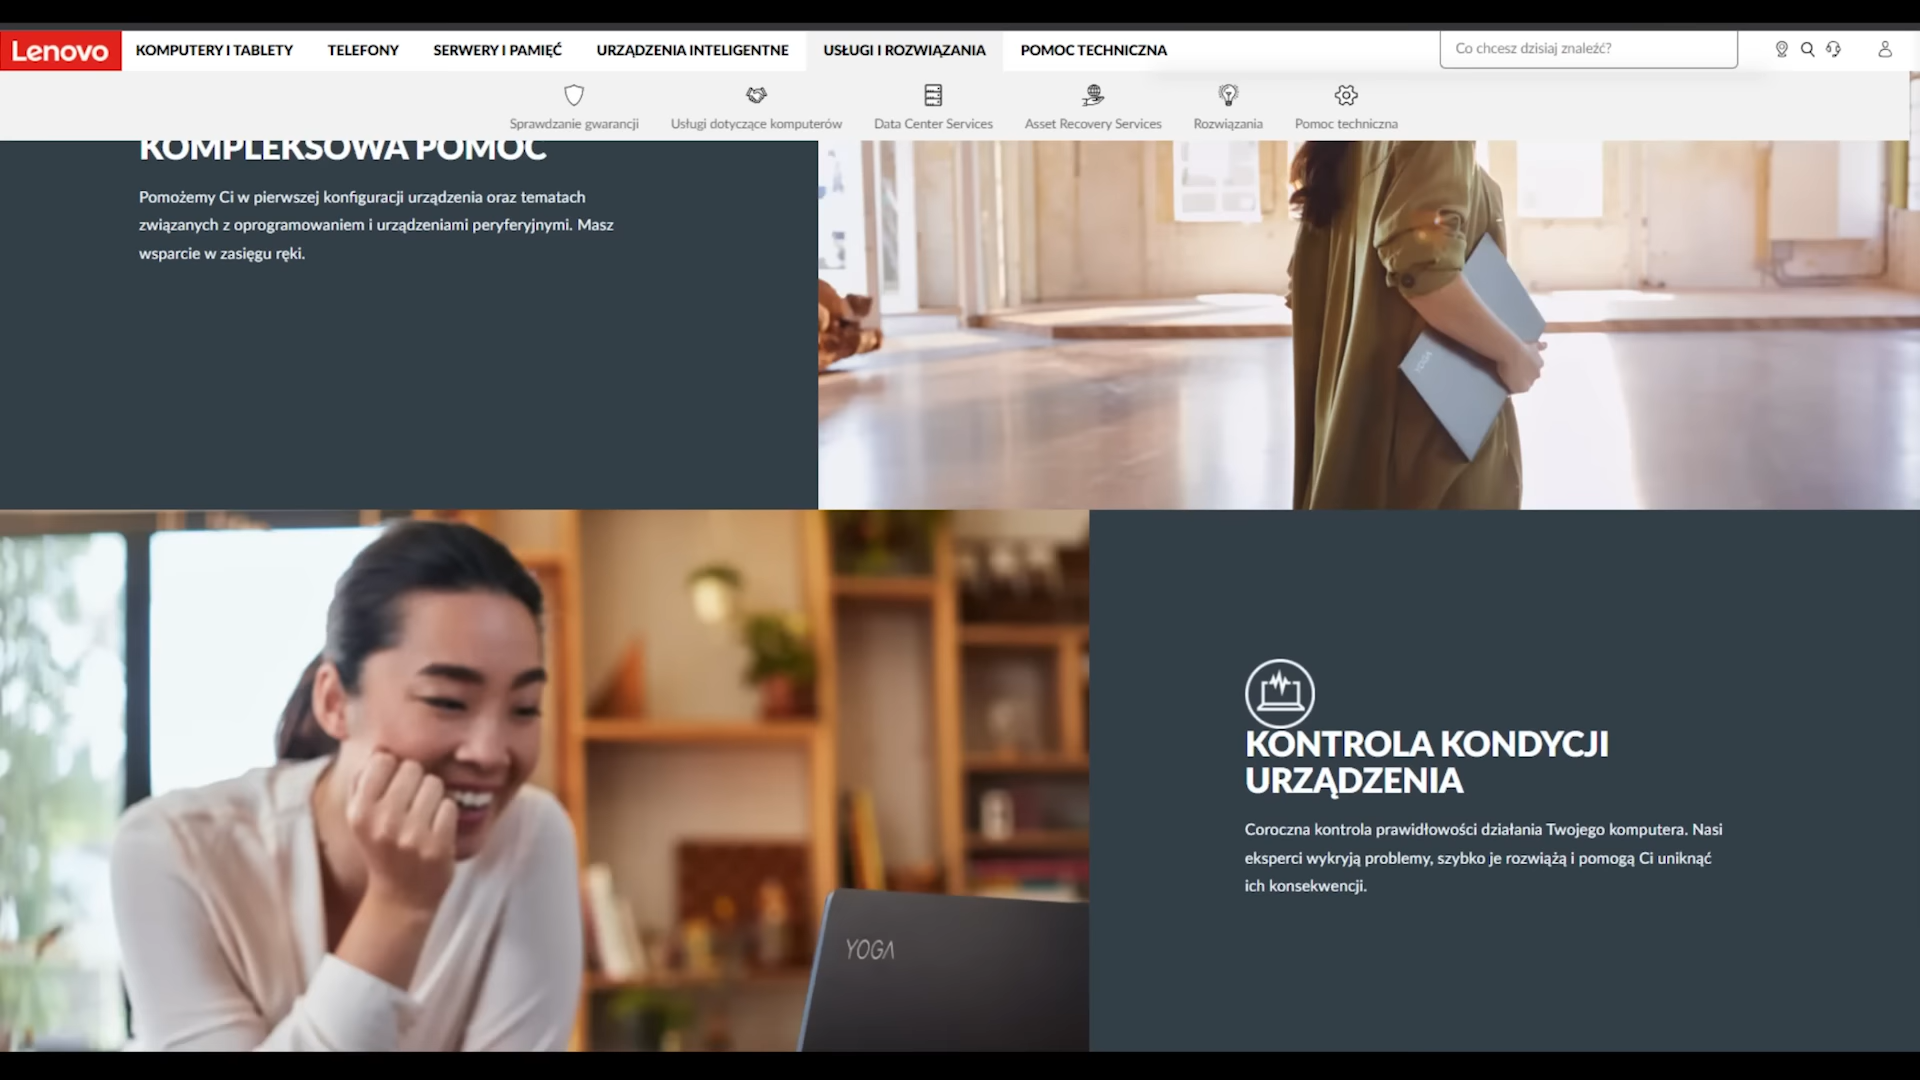 Lenovo
KOMPUTERY I TABLETY
TELEFONY
SERWERY I PAMIĘĆ
URZĄDZENIA INTELIGENTNE
USŁUGI I ROZWIĄZANIA
POMOC TECHNICZNA
Co chcesz dzisiaj znaleźć?
Sprawdzanie gwarancji
Usługi dotyczące komputerów
Data Center Services
Asset Recovery Services
Rozwiązania
Pomoc techniczna
KOMPLEKSOWA POMOC
Pomożemy Ci w pierwszej konfiguracji urządzenia oraz tematach
związanych z oprogramowaniem i urządzeniami peryferyjnymi. Masz
wsparcie w zasięgu ręki.
YOGA
YOGA
KONTROLA KONDYCJI
URZĄDZENIA
Coroczna kontrola prawidłowości działania Twojego komputera. Nasi
eksperci wykryją problemy, szybko je rozwiążą i pomogą Ci uniknąć
ich konsekwencji.